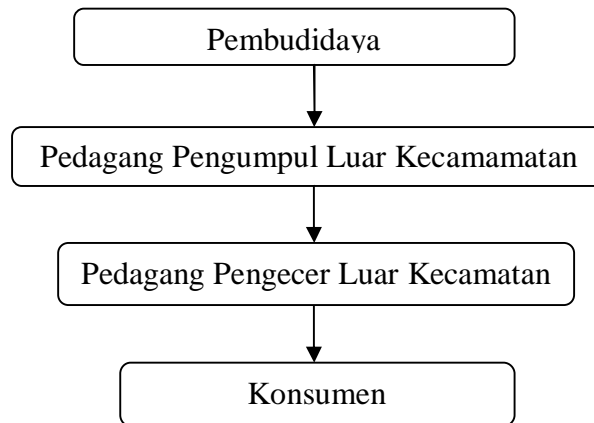 Pembudidaya
Pedagang Pengumpul Luar Kecamamatan
Pedagang Pengecer Luar Kecamatan
Konsumen